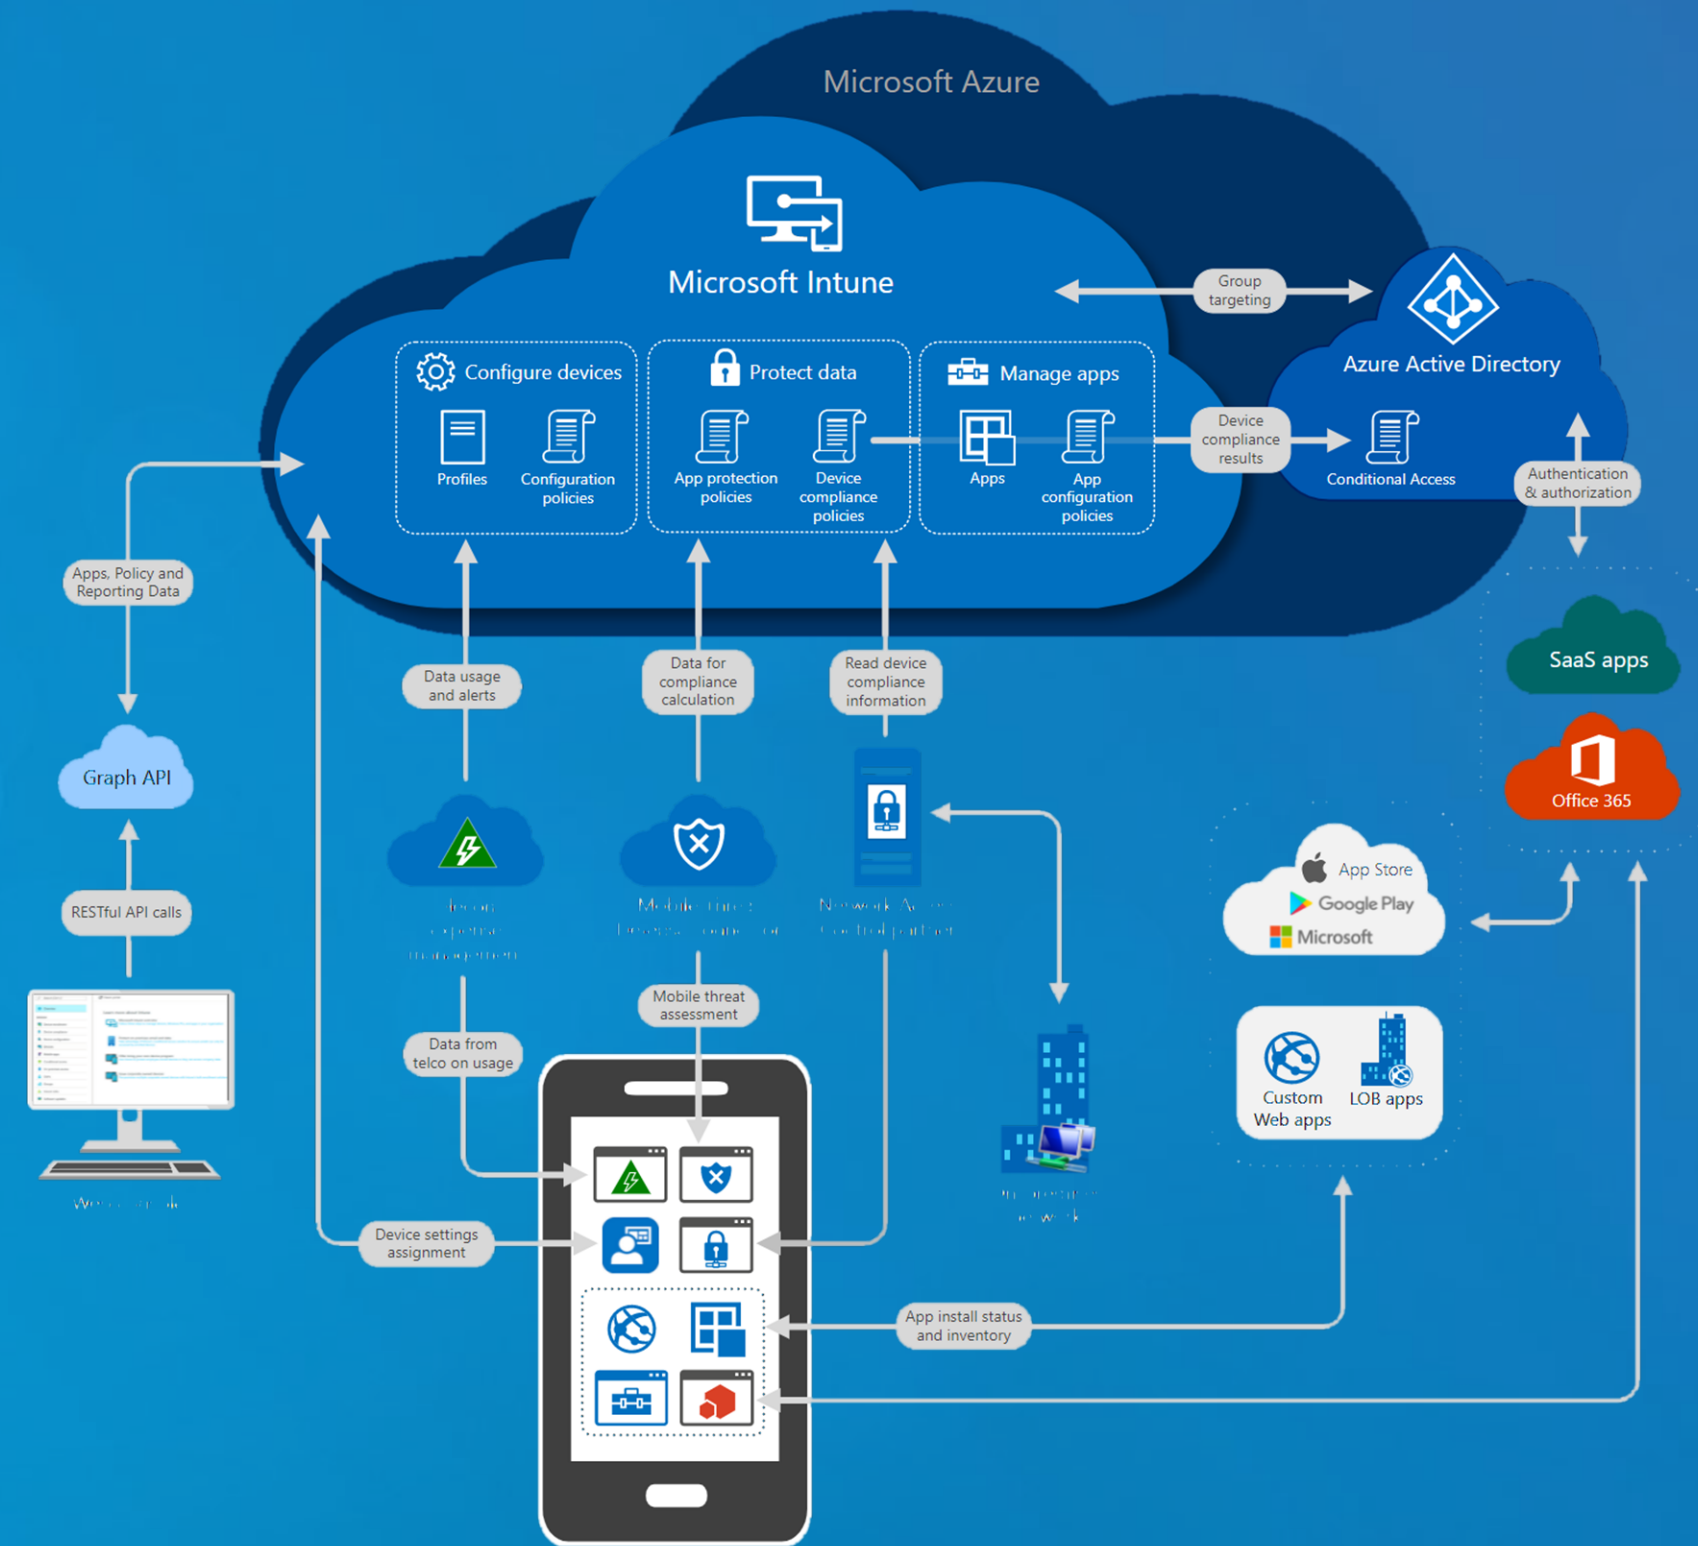 Microsoft Azure
Microsoft Intune
Group
targeting
Azure Active Directory
Configure devices
Protect data
Manage apps
Profiles
Configuration
policies
App protection
policies
Device
compliance
policies
Apps
App
configuration
policies
Device
compliance
results
Conditional Access
Authentication
& authorization
Apps, Policy and
Reporting Data
Data usage
and alerts
Data for
compliance
calculation
Read device
compliance
information
SaaS apps
Office 365
Graph API
RESTful API calls
App Store
Google Play
Microsoft
Custom
Web apps
LOB apps
management
Network
Control partner
Mobile threat
assessment
Data from
telco on usage
Device settings
assignment
App install status
and inventory